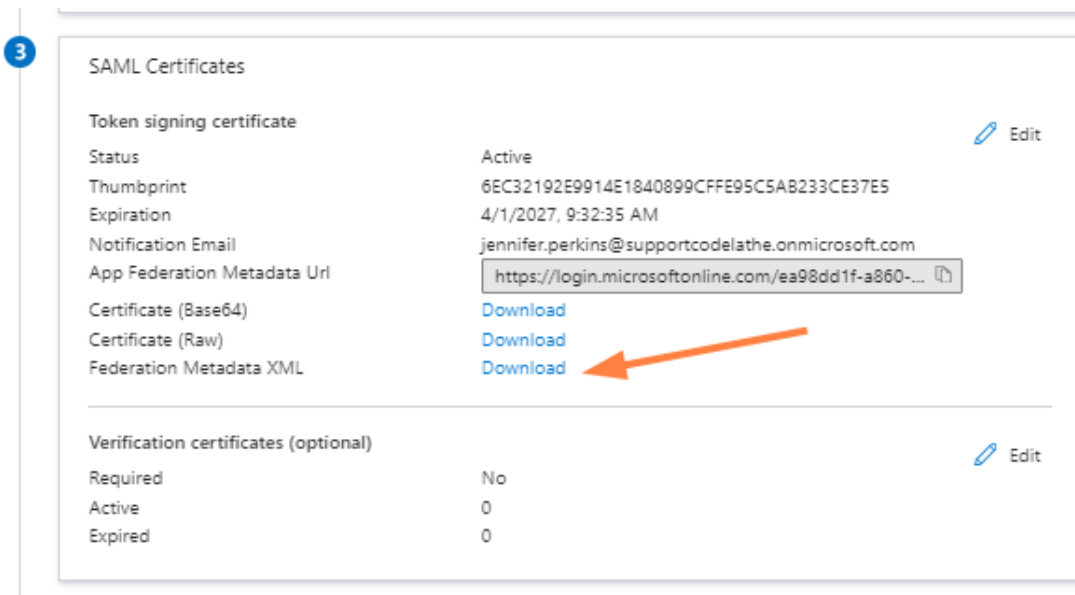 3
SAML Certificates
Token signing certificate
Edit
Status Active
Thumbprint 6EC32192E9914E1840899CFFE95C5AB233CE37E5
Expiration 4/1/2027, 9:32:35 AM
Notification Email jennifer.perkins@supportcodelathe.onmicrosoft.com
App Federation Metadata Url https://login.microsoftonline.com/ea98dd1f-a860-...
Certificate (Base64) Download
Certificate (Raw) Download
Federation Metadata XML Download
Verification certificates (optional)
Edit
Required No
Active 0
Expired 0